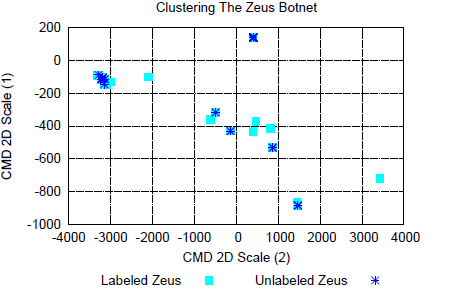 Clustering The Zeus Botnet
200
0
-200
-400
-600
-800
-1000
CMD 2D Scale (1)
-4000 -3000 -2000 -1000 0 1000 2000 3000 4000
CMD 2D Scale (2)
Labeled Zeus Unlabeled Zeus